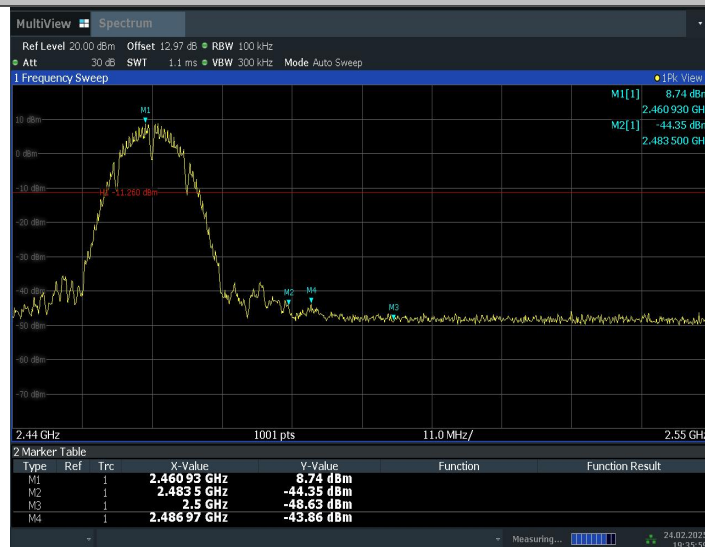 MultiView Spectrum
Ref Level 20.00 dBm Offset 12.97 dB RBW 100 kHz
Att 30 dB SWT 1.1 ms VBW 300 kHz Mode Auto Sweep
1 Frequency Sweep 1Pk View
M1[1] 8.74 dBm
2.460 930 GH
M2[1] -44.35 dBm
2.483 500 GH
M1
10 dBm
0 dBm
-10 dBm
H1 -11.260 dBm
-20 dBm
-30 dBm
-40 dBm
M2 M4
M3
-50 dBm
-60 dBm
-70 dBm
2.44 GHz 1001 pts 11.0 MHz/ 2.55 GH
2 Marker Table
Type Ref Trc X-Value Y-Value Function Function Result
M1 1 2.460 93 GHz 8.74 dBm
M2 1 2.483 5 GHz -44.35 dBm
M3 1 2.5 GHz -48.63 dBm
M4 1 2.486 97 GHz -43.86 dBm
Measuring... 24.02.202
19:35:59